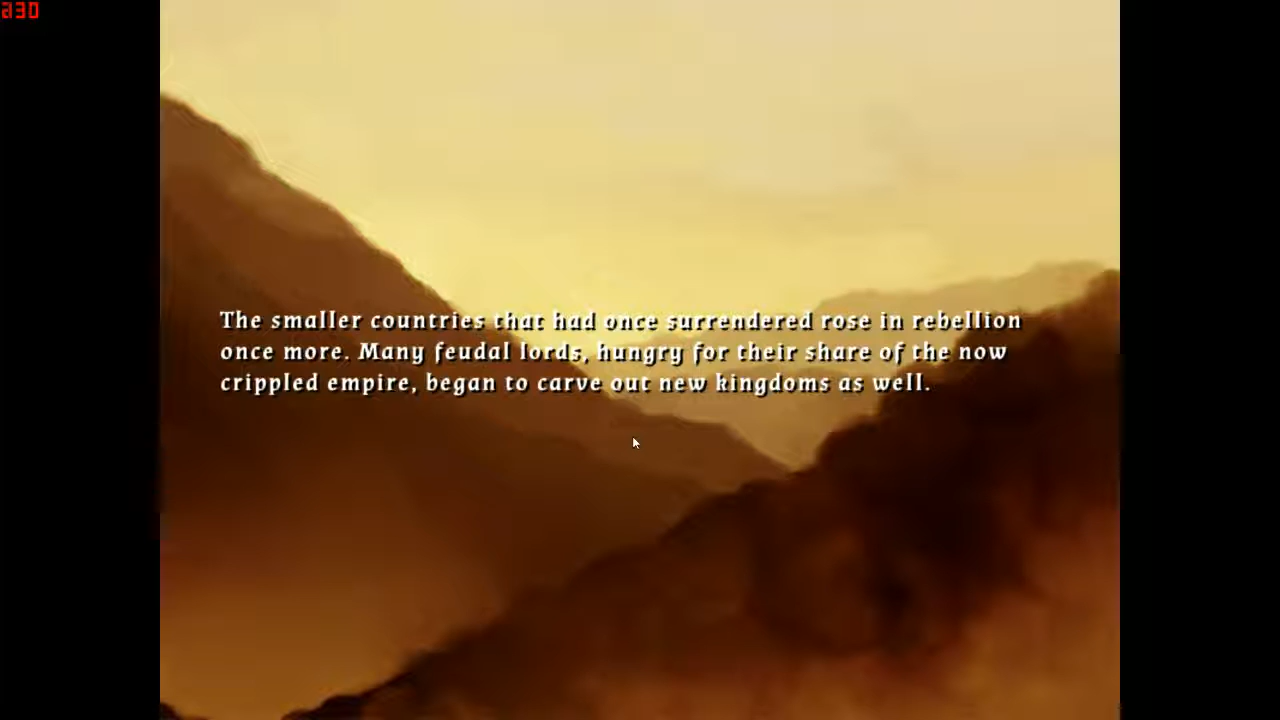 The smaller countries that had once surrendered rose in rebellion
once more. Many feudal lords, hungry for their share of the now
crippled empire, began to carve out new kingdoms as well.